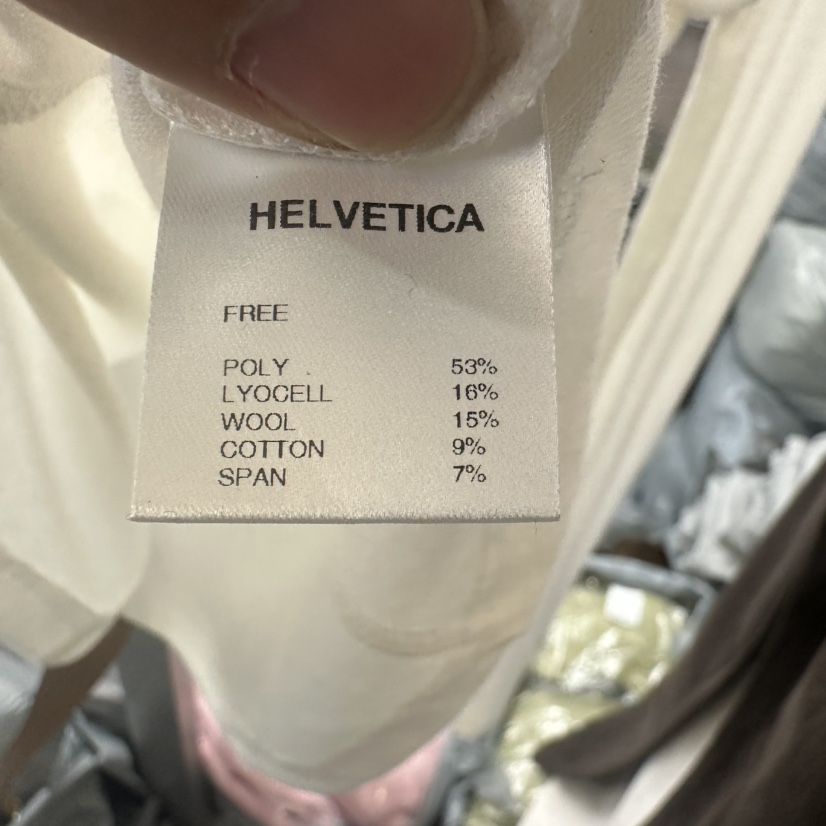 HELVETICA
FREE
POLY 53%
LYOCELL 16%
WOOL 15%
COTTON 9%
SPAN 7%